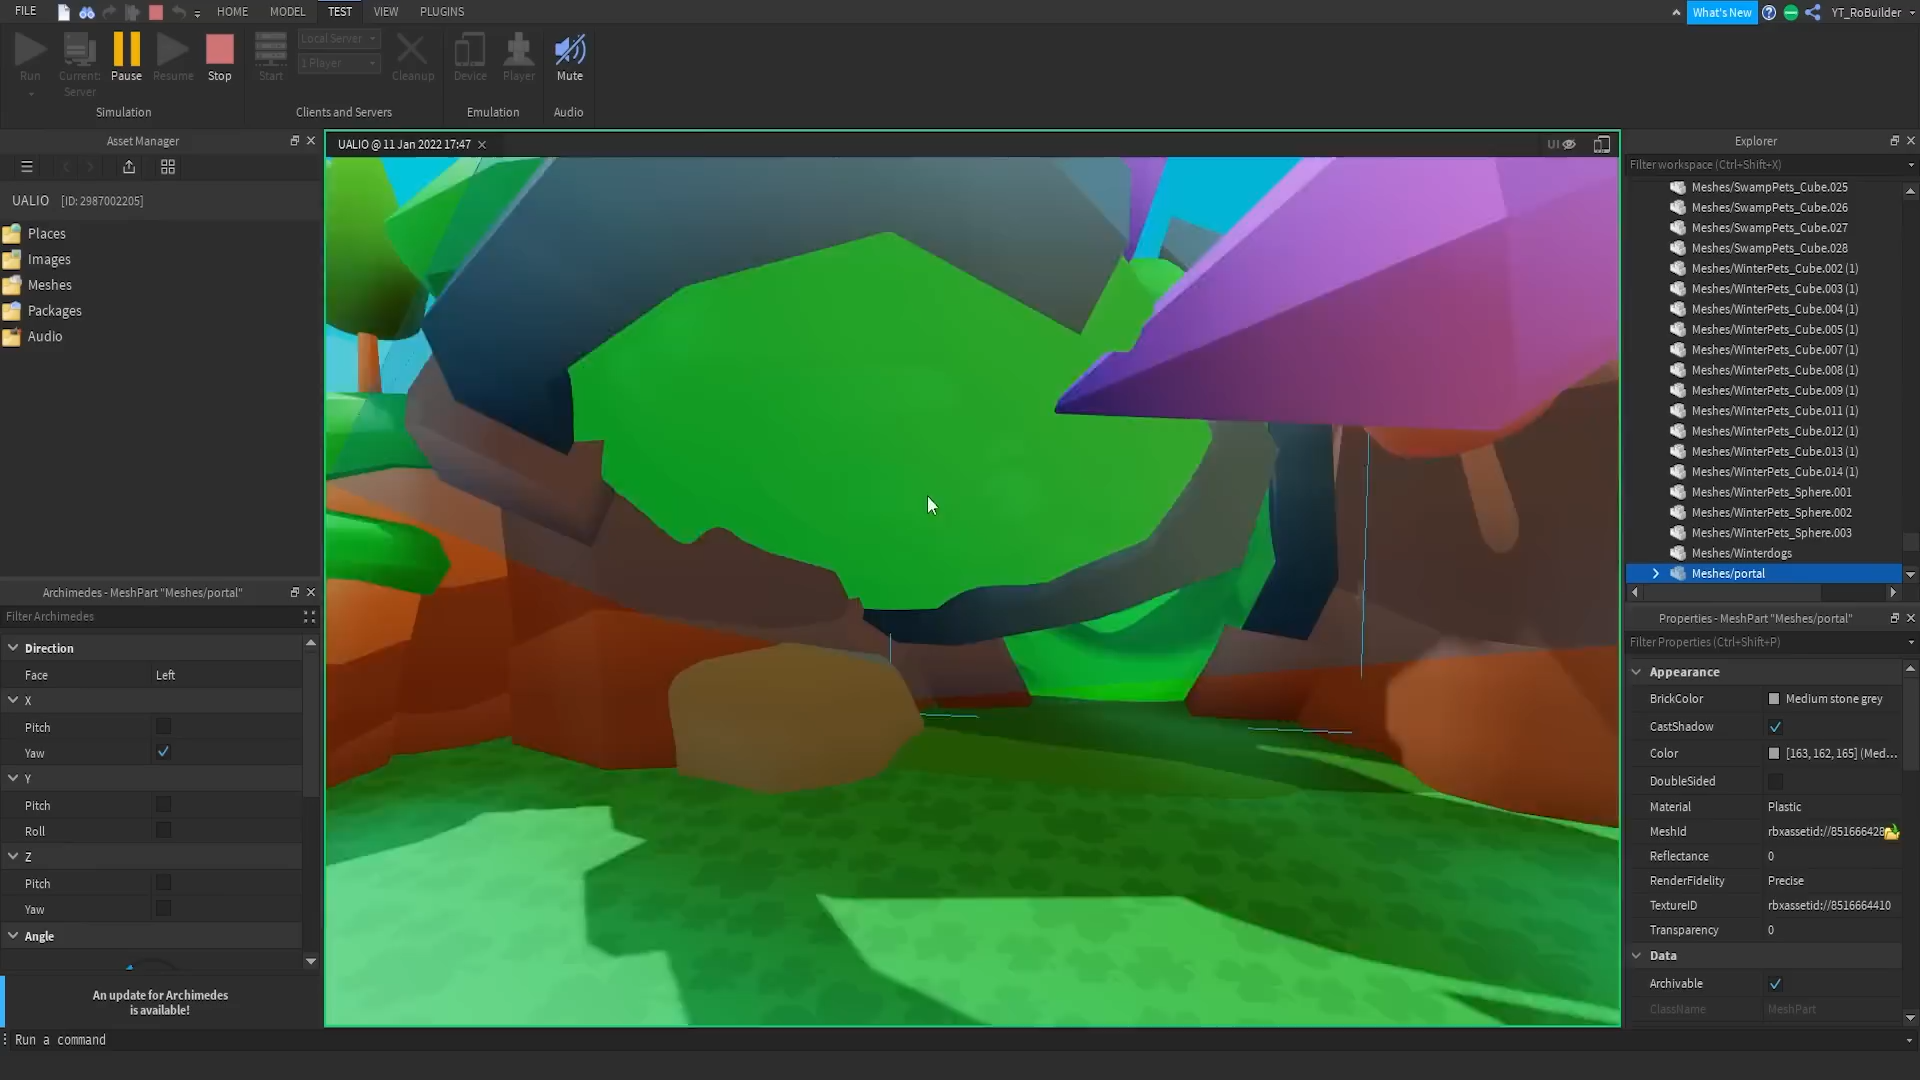 FILE
HOME
MODEL
TEST
VIEW
PLUGINS
What's New
YT_RoBuilder
Run
Current:
Server
Pause
Resume
Stop
Simulation
Start
Local Server
1 Player
Cleanup
Clients and Servers
Device
Player
Emulation
Mute
Audio
Asset Manager
UALIO [ID: 2987002205]
Places
Images
Meshes
Packages
Audio
Archimedes - MeshPart "Meshes/portal"
Filter Archimedes
Direction
Face Left
X
Pitch
Yaw
Y
Pitch
Roll
Z
Pitch
Yaw
Angle
An update for Archimedes
is available!
Run a command
UALIO @ 11 Jan 2022 17:47
UI
Explorer
Filter workspace (Ctrl+Shift+X)
Meshes/SwampPets_Cube.025
Meshes/SwampPets_Cube.026
Meshes/SwampPets_Cube.027
Meshes/SwampPets_Cube.028
Meshes/WinterPets_Cube.002 (1)
Meshes/WinterPets_Cube.003 (1)
Meshes/WinterPets_Cube.004 (1)
Meshes/WinterPets_Cube.005 (1)
Meshes/WinterPets_Cube.007 (1)
Meshes/WinterPets_Cube.008 (1)
Meshes/WinterPets_Cube.009 (1)
Meshes/WinterPets_Cube.011 (1)
Meshes/WinterPets_Cube.012 (1)
Meshes/WinterPets_Cube.013 (1)
Meshes/WinterPets_Cube.014 (1)
Meshes/WinterPets_Sphere.001
Meshes/WinterPets_Sphere.002
Meshes/WinterPets_Sphere.003
Meshes/Winterdogs
Meshes/portal
Properties - MeshPart "Meshes/portal"
Filter Properties (Ctrl+Shift+P)
Appearance
BrickColor Medium stone grey
CastShadow
Color [163, 162, 165] (Med...
DoubleSided
Material Plastic
MeshId rbxassetid://851666428
Reflectance 0
RenderFidelity Precise
TextureID rbxassetid://8516664410
Transparency 0
Data
Archivable
ClassName MeshPart